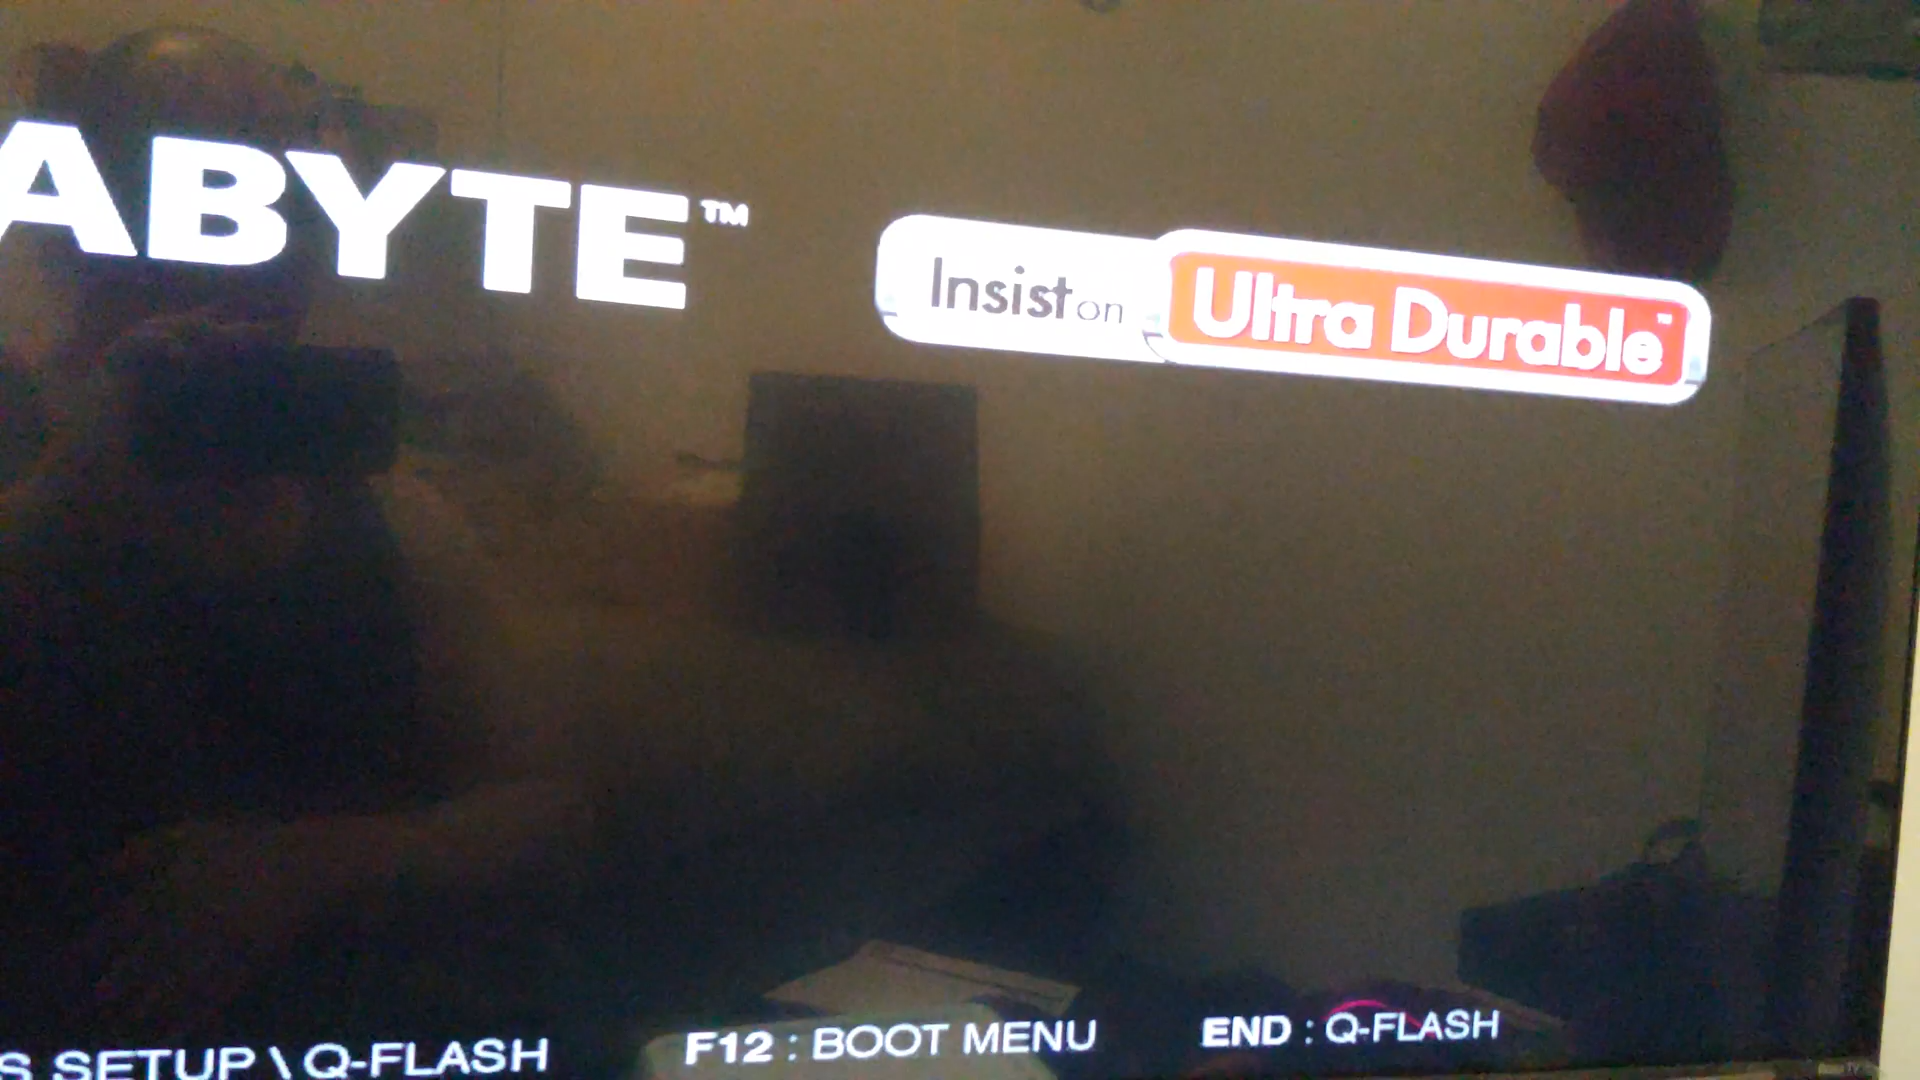 ABYTE™
Insist on Ultra Durable™
S SETUP \ Q-FLASH
F12 : BOOT MENU
END : Q-FLASH